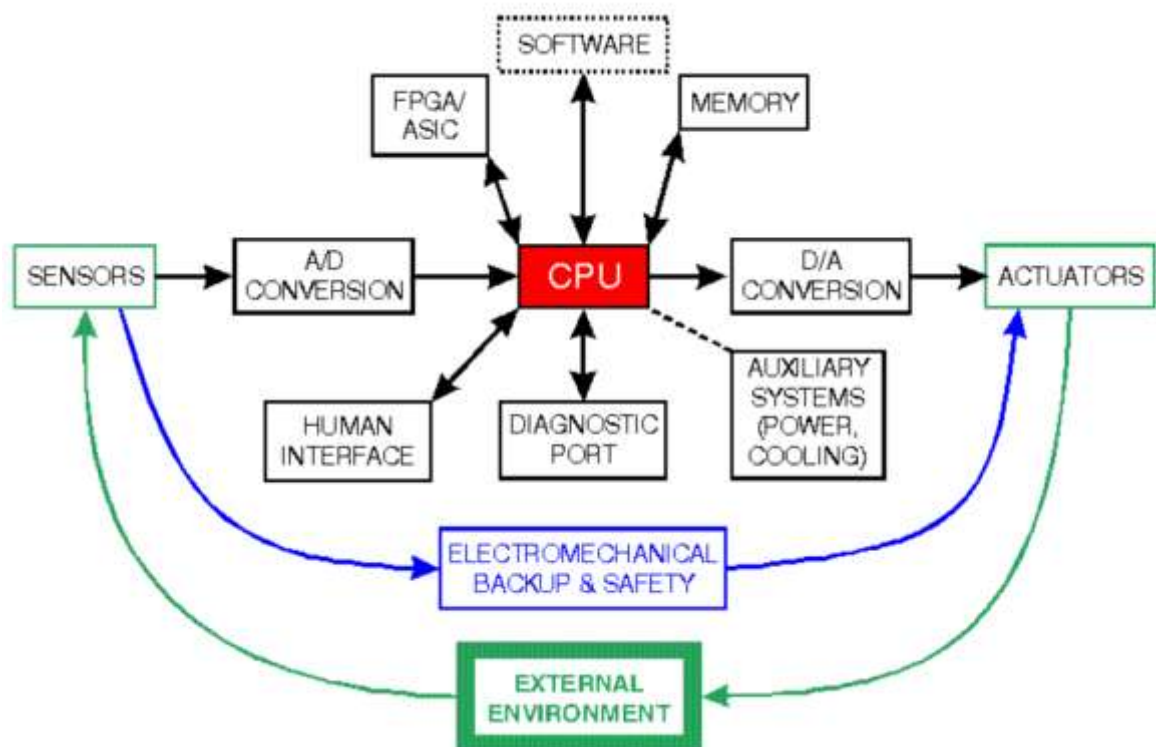 SOFTWARE
FPGA/
ASIC
MEMORY
SENSORS
A/D
CONVERSION
CPU
D/A
CONVERSION
ACTUATORS
HUMAN
INTERFACE
DIAGNOSTIC
PORT
AUXILIARY
SYSTEMS
(POWER,
COOLING)
ELECTROMECHANICAL
BACKUP & SAFETY
EXTERNAL
ENVIRONMENT